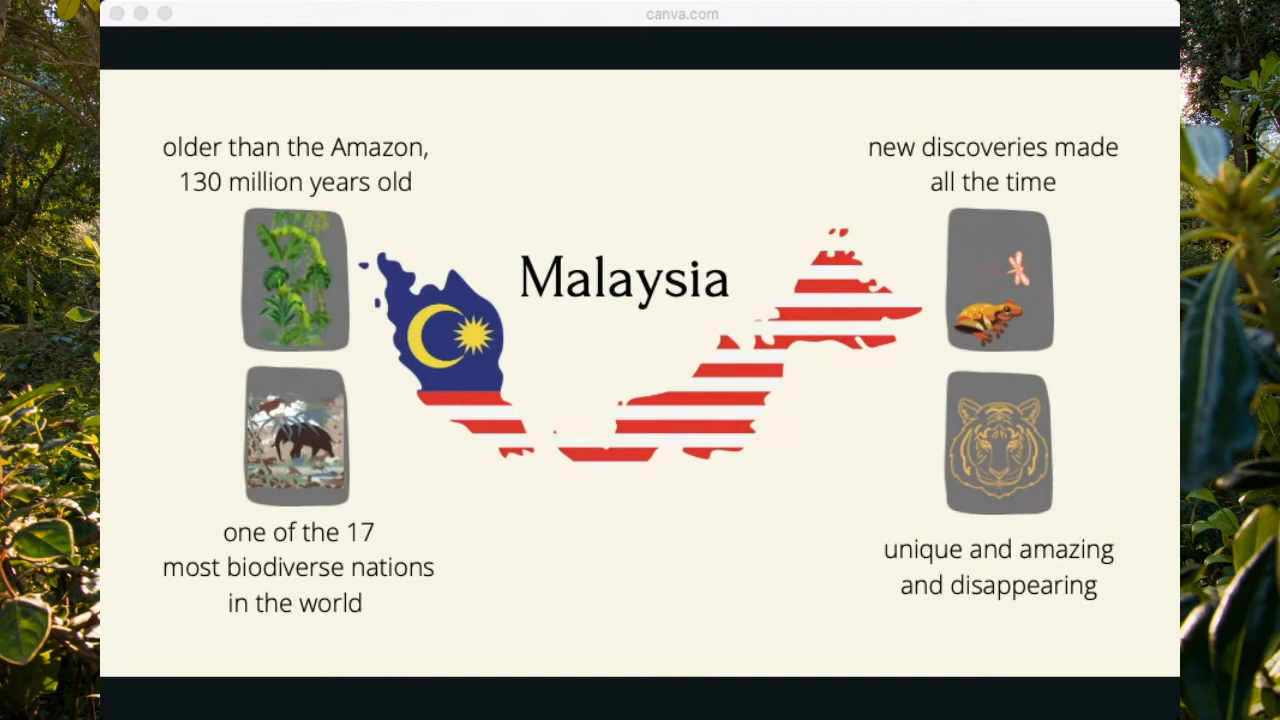 canva.com
older than the Amazon,
130 million years old
new discoveries made
all the time
Malaysia
one of the 17
most biodiverse nations
in the world
unique and amazing
and disappearing